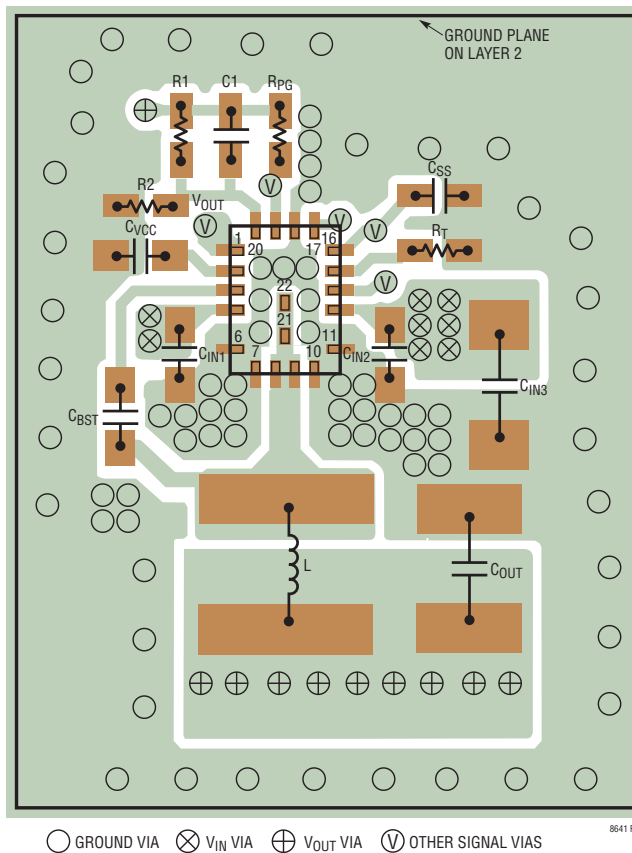 GROUND PLANE
ON LAYER 2
R1
C1
RPG
CSS
R2
VOUT
CVCC
RT
1
20
17
16
22
21
6
7
10
11
CIN1
CIN2
CIN3
CBST
L
COUT
V
V
V
V
V
GROUND VIA
VIN VIA
VOUT VIA
V OTHER SIGNAL VIAS
8641 F